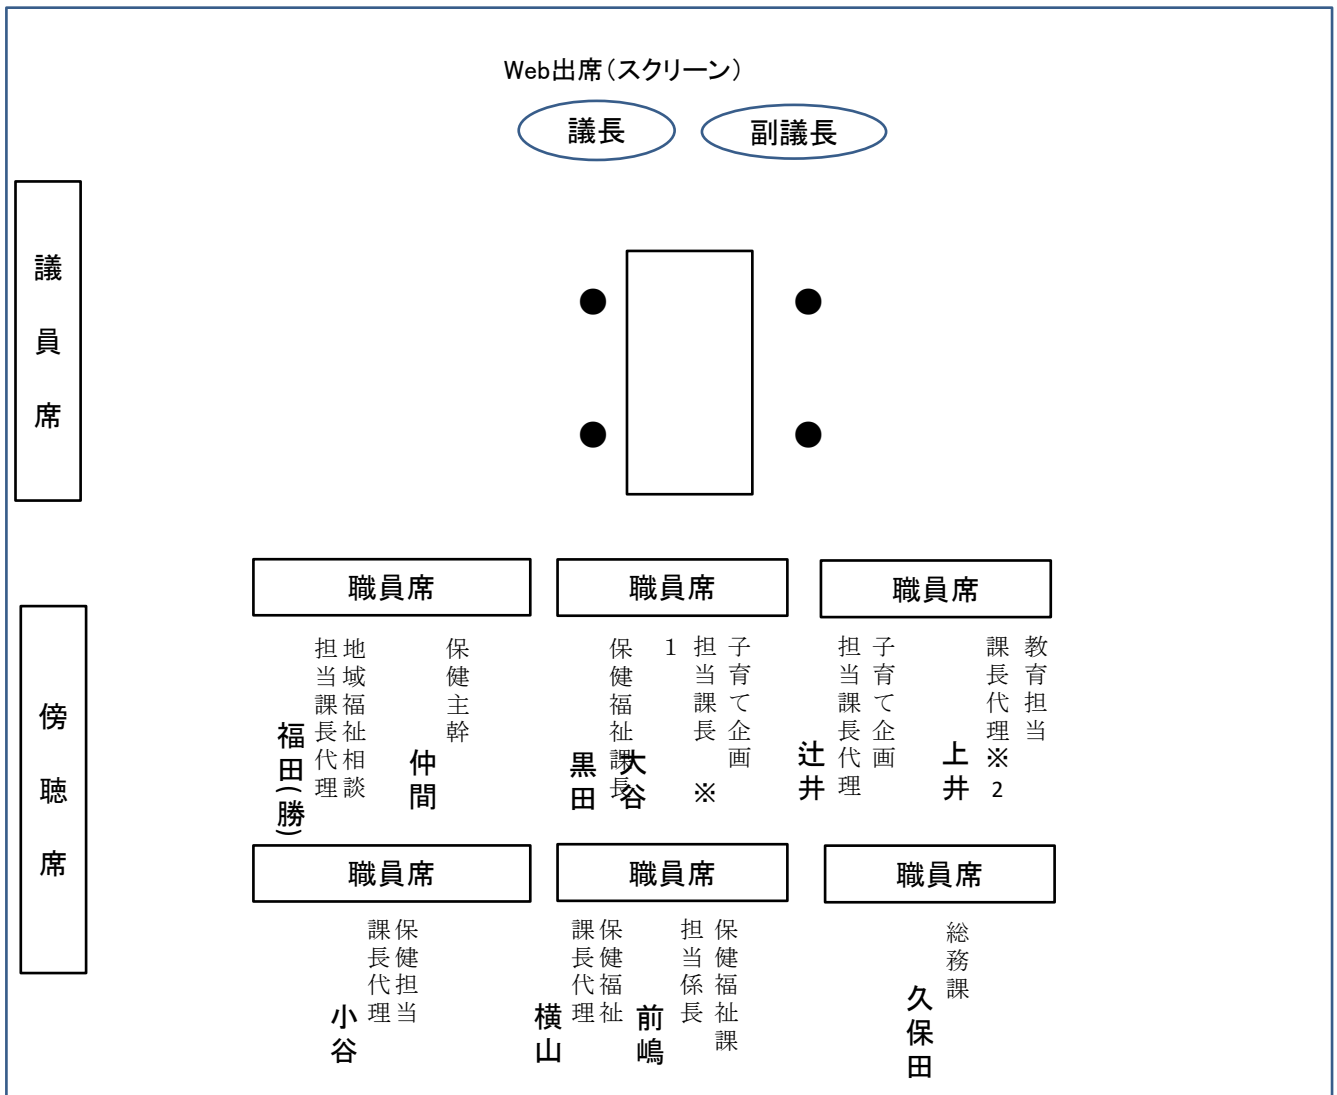 Web出席(スクリーン)
議長
副議長
議員席
傍聴席
職員席
職員席
職員席
地域福祉相談
担当課長代理
福田(勝)
保健主幹
仲間
保健福祉課長
黒田
子育て企画
担当課長 ※
1
大谷
子育て企画
担当課長代理
辻井
教育担当
課長代理※2
上井
職員席
職員席
職員席
保健担当
課長代理
小谷
保健福祉
課長代理
横山
保健福祉課
担当係長
前嶋
総務課
久保田